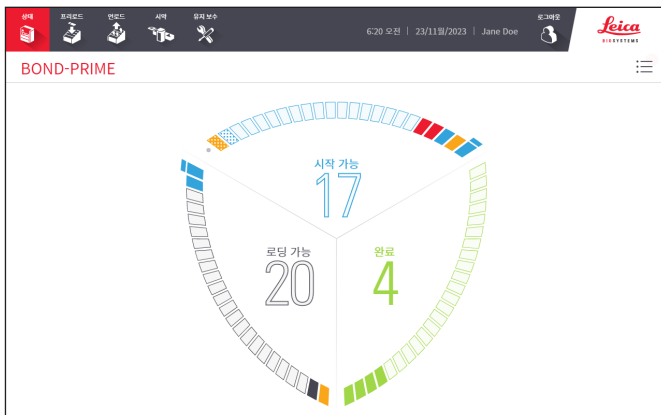 상태 프리로드 언로드 시약 유지 보수
6:20 오전 | 23/11월/2023 | Jane Doe
로그아웃
Leica
BIOSYSTEMS
BOND-PRIME
시작 가능
17
로딩 가능
20
완료
4